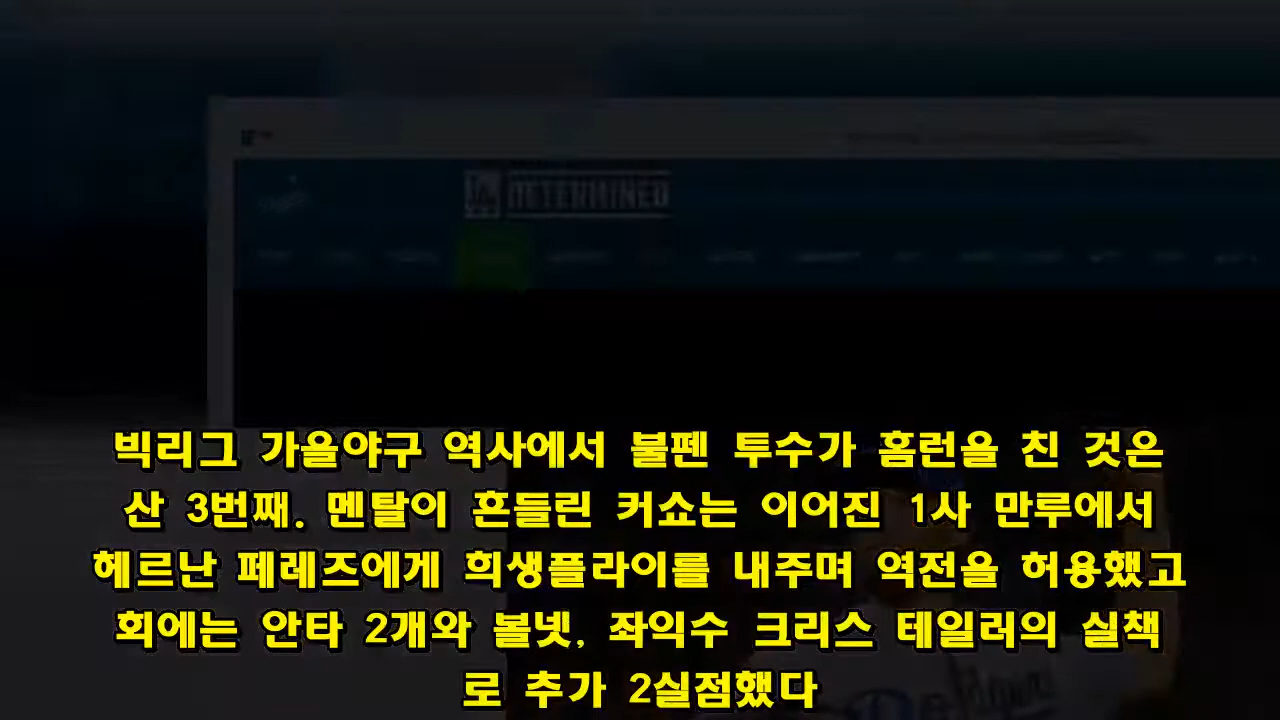 DETERMINED
빅리그 가을야구 역사에서 불펜 투수가 홈런을 친 것은
산 3번째. 멘탈이 흔들린 커쇼는 이어진 1사 만루에서
헤르난 페레즈에게 희생플라이를 내주며 역전을 허용했고
회에는 안타 2개와 볼넷, 좌익수 크리스 테일러의 실책
로 추가 2실점했다